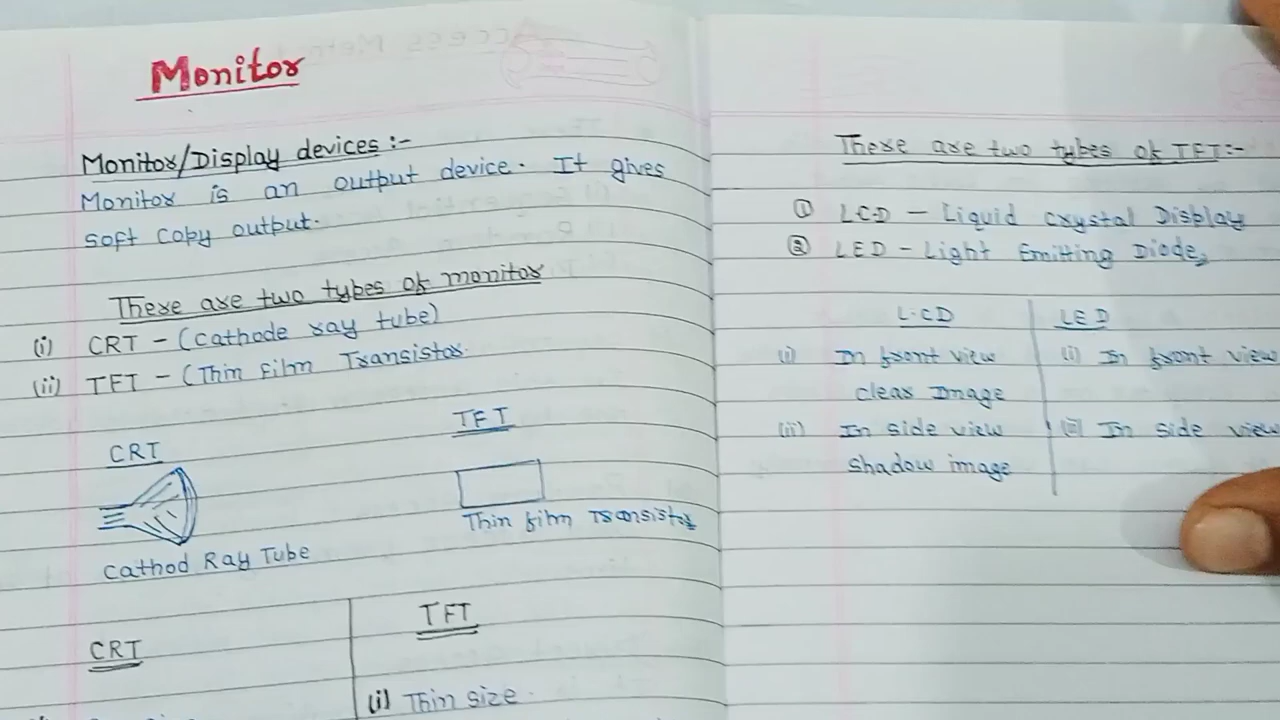 Monitor
Monitor/Display devices :-
Monitor is an output device. It gives
soft copy output.
There are two types of monitor
(i) CRT - (Cathode ray tube)
(ii) TFT - (Thin Film Transistor.
CRT
TFT
Thin film Transistor
Cathod Ray Tube
CRT
TFT
(i) Thin size.
There are two types of TFT:-
① LCD - Liquid Crystal Display
② LED - Light Emitting Diode,
LCD LED
(i) In front view (i) In front view
clear Image
(ii) In side view (ii) In side view
shadow image